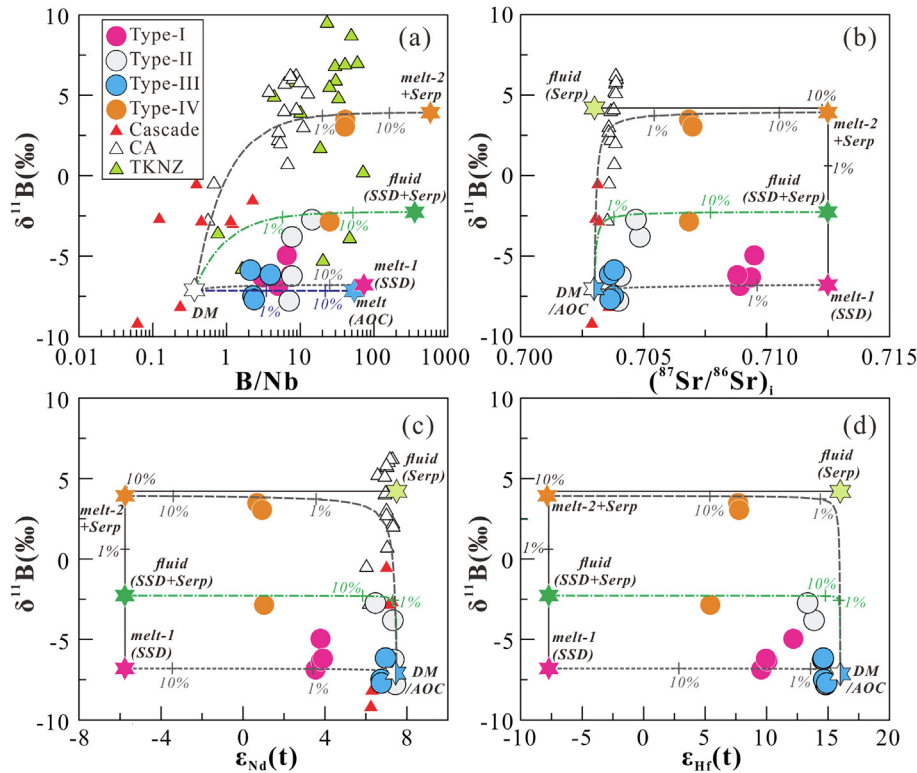 (a)
Type-I
Type-II
Type-III
Type-IV
Cascade
CA
TKNZ
melt-2
+Serp
1%
10%
fluid
(SSD+Serp)
1%
10%
10%
melt-1
(SSD)
DM
1%
10%
melt
(AOC)
10
5
0
-5
-10
0.01
0.1
1
10
100
1000
δ¹¹B(‰)
B/Nb
(b)
fluid
(Serp)
10%
1%
melt-2
+Serp
1%
fluid
(SSD+Serp)
1%
10%
DM
/AOC
1%
melt-1
(SSD)
10
5
0
-5
-10
0.700
0.705
0.710
0.715
δ¹¹B(‰)
(⁸⁷Sr/⁸⁶Sr)ᵢ
(c)
10%
fluid
(Serp)
10%
1%
melt-2
+Serp
1%
fluid
(SSD+Serp)
10%
1%
melt-1
(SSD)
10%
1%
DM
/AOC
10
5
0
-5
-10
-8
-4
0
4
8
12
δ¹¹B(‰)
εNd(t)
(d)
10%
fluid
(Serp)
melt-2+Serp
10%
1%
1%
fluid
(SSD+Serp)
10%
1%
melt-1
(SSD)
10%
1%
DM
/AOC
10
5
0
-5
-10
-10
-5
0
5
10
15
20
δ¹¹B(‰)
εHf(t)